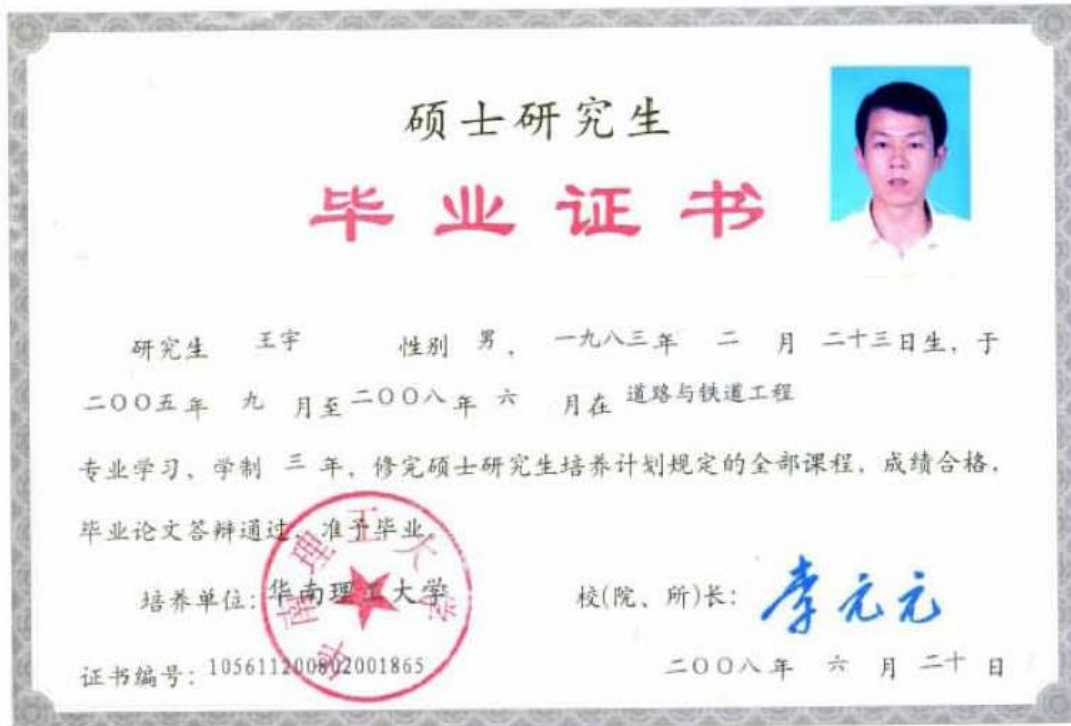 硕士研究生
毕业证书
研究生 王宇 性别 男, 一九八三年 二 月 二十三日生, 于
二〇〇五年 九 月至二〇〇八年 六 月在 道路与铁道工程
专业学习, 学制 三 年, 修完硕士研究生培养计划规定的全部课程, 成绩合格,
毕业论文答辩通过, 准予毕业
培养单位: 华南理工大学
华南理工大学
校(院、所)长: 李元元
证书编号: 105611200802001865
二〇〇八年 六 月 二十 日